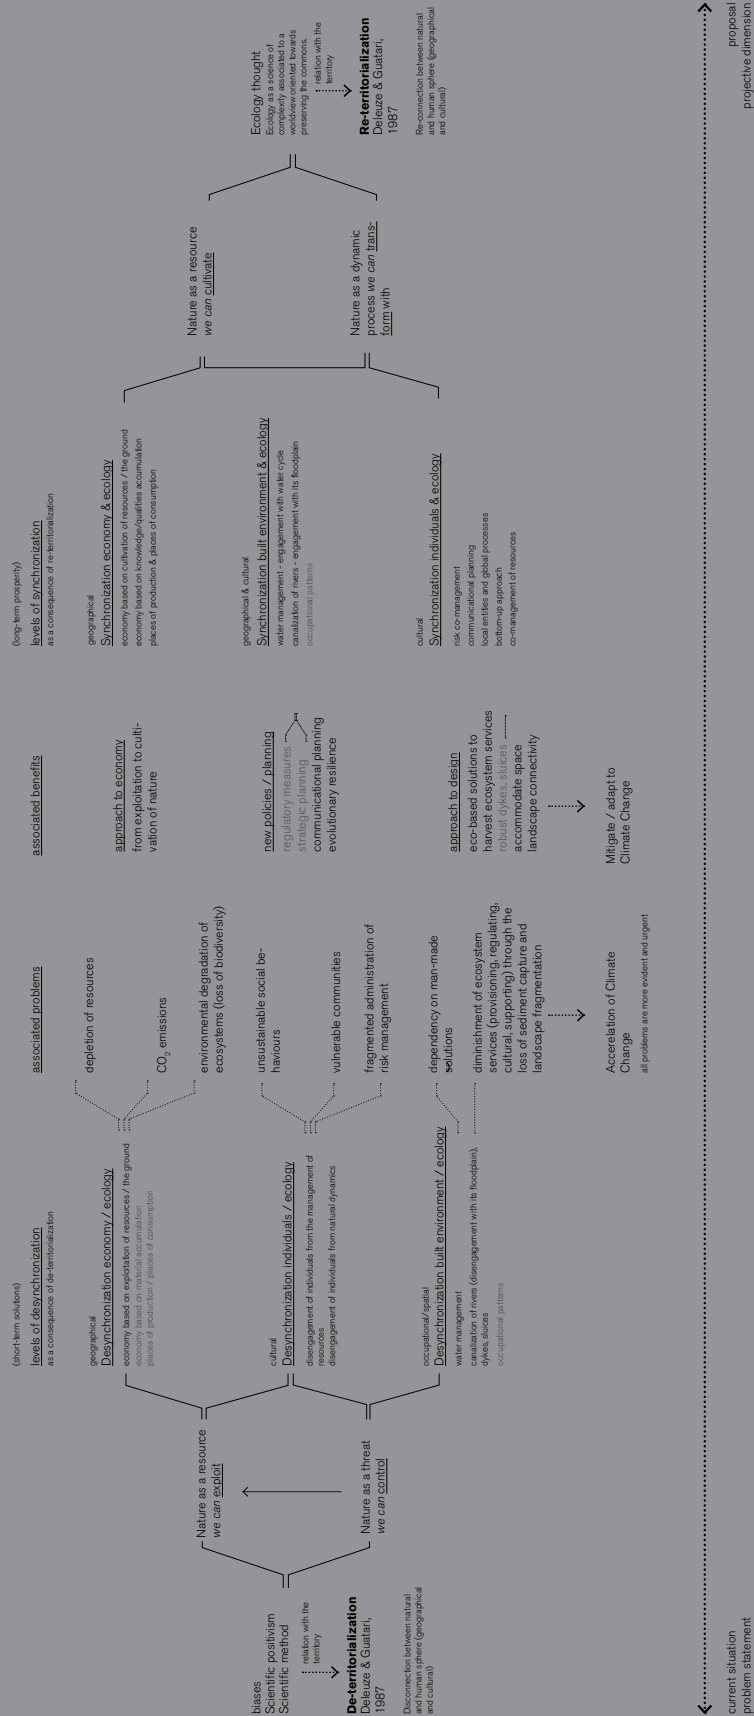 biases
Scientific positivism
Scientific method
relation with the
territory
De-territorialization
Deleuze & Guatari,
1987
Disconnection between natural
and human sphere (geographical
and cultural)
Nature as a resource
we can exploit
Nature as a threat
we can control
(short-term solutions)
levels of desynchronization
as a consequence of de-territorialization
geographical
Desynchronization economy / ecology
economy based on exploitation of resources / the ground
economy based on material accumulation
places of production / places of consumption
cultural
Desynchronization individuals / ecology
disengagement of individuals from the management of
resources
disengagement of individuals from natural dynamics
occupational/spatial
Desynchronization built environment / ecology
water management
canalization of rivers (disengagement with its floodplain),
dykes, sluices
occupational patterns
associated problems
depletion of resources
CO2 emissions
environmental degradation of
ecosystems (loss of biodiversity)
unsustainable social be-
haviours
vulnerable communities
fragmented administration of
risk management
dependency on man-made
solutions
diminishment of ecosystem
services (provisioning, regulating,
cultural, supporting) through the
loss of sediment capture and
landscape fragmentation
Accerelation of Climate
Change
all problems are more evident and urgent
associated benefits
approach to economy
from exploitation to culti-
vation of nature
new policies / planning
regulatory measures
strategic planning
communicational planning
evolutionary resilience
approach to design
eco-based solutions to
harvest ecosystem services
robust dykes, sluices
accommodate space
landscape connectivity
Mitigate / adapt to
Climate Change
(long-term prosperity)
levels of synchronization
as a consequence of re-territorialization
geographical
Synchronization economy & ecology
economy based on cultivation of resources / the ground
economy based on knowledge/qualities accumulation
places of production & places of consumption
geographical & cultural
Synchronization built environment & ecology
water management - engagement with water cycle
canalization of rivers - engagement with its floodplain
occupational patterns
cultural
Synchronization individuals & ecology
risk co-management
communicational planning
local entities and global processes
bottom-up approach
co-management of resources
Nature as a resource
we can cultivate
Nature as a dynamic
process we can trans-
form with
Ecology thought
Ecology as a science of
complexity associated to a
worldview oriented towards
preserving the commons.
relation with the
territory
Re-territorialization
Deleuze & Guatari,
1987
Re-connection between natural
and human sphere (geographical
and cultural)
current situation
problem statement
proposal
projective dimension